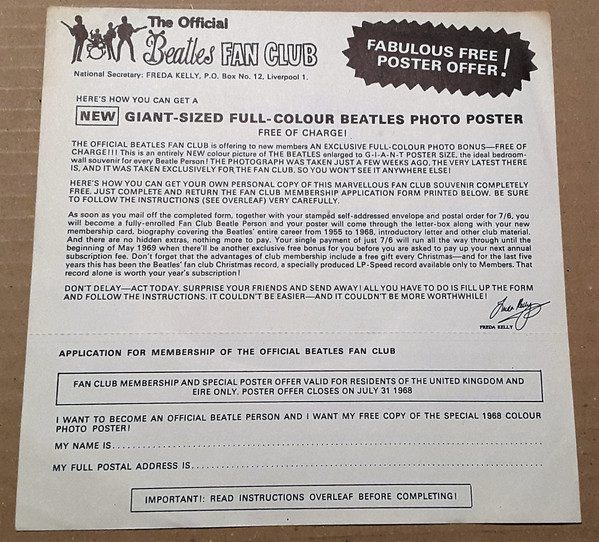 The Official
Beatles FAN CLUB
National Secretary: FREDA KELLY, P.O. Box No. 12, Liverpool 1.
FABULOUS FREE
POSTER OFFER!
HERE'S HOW YOU CAN GET A
NEW GIANT-SIZED FULL-COLOUR BEATLES PHOTO POSTER
FREE OF CHARGE!
THE OFFICIAL BEATLES FAN CLUB is offering to new members AN EXCLUSIVE FULL-COLOUR PHOTO BONUS—FREE OF
CHARGE!!! This is an entirely NEW colour picture of THE BEATLES enlarged to G-I-A-N-T POSTER SIZE, the ideal bedroom-
wall souvenir for every Beatle Person! THE PHOTOGRAPH WAS TAKEN JUST A FEW WEEKS AGO, THE VERY LATEST THERE
IS, AND IT WAS TAKEN EXCLUSIVELY FOR THE FAN CLUB. SO YOU WON'T SEE IT ANYWHERE ELSE!
HERE'S HOW YOU CAN GET YOUR OWN PERSONAL COPY OF THIS MARVELLOUS FAN CLUB SOUVENIR COMPLETELY
FREE. JUST COMPLETE AND RETURN THE FAN CLUB MEMBERSHIP APPLICATION FORM PRINTED BELOW. BE SURE
TO FOLLOW THE INSTRUCTIONS (SEE OVERLEAF) VERY CAREFULLY.
As soon as you mail off the completed form, together with your stamped self-addressed envelope and postal order for 7/6, you
will become a fully-enrolled Fan Club Beatle Person and your poster will come through the letter-box along with your new
membership card, biography covering the Beatles' entire career from 1955 to 1968, introductory letter and other club material.
And there are no hidden extras, nothing more to pay. Your single payment of just 7/6 will run all the way through until the
beginning of May 1969 when there'll be another exclusive free bonus for you before you are asked to pay your next annual
subscription fee. Don't forget that the advantages of club membership include a free gift every Christmas—and for the last five
years this has been the Beatles' fan club Christmas record, a specially produced LP-Speed record available only to Members. That
record alone is worth your year's subscription!
DON'T DELAY—ACT TODAY. SURPRISE YOUR FRIENDS AND SEND AWAY! ALL YOU HAVE TO DO IS FILL UP THE FORM
AND FOLLOW THE INSTRUCTIONS. IT COULDN'T BE EASIER—AND IT COULDN'T BE MORE WORTHWHILE!
Freda Kelly
FREDA KELLY
APPLICATION FOR MEMBERSHIP OF THE OFFICIAL BEATLES FAN CLUB
FAN CLUB MEMBERSHIP AND SPECIAL POSTER OFFER VALID FOR RESIDENTS OF THE UNITED KINGDOM AND
EIRE ONLY. POSTER OFFER CLOSES ON JULY 31 1968
I WANT TO BECOME AN OFFICIAL BEATLE PERSON AND I WANT MY FREE COPY OF THE SPECIAL 1968 COLOUR
PHOTO POSTER!
MY NAME IS
MY FULL POSTAL ADDRESS IS
IMPORTANT!: READ INSTRUCTIONS OVERLEAF BEFORE COMPLETING!